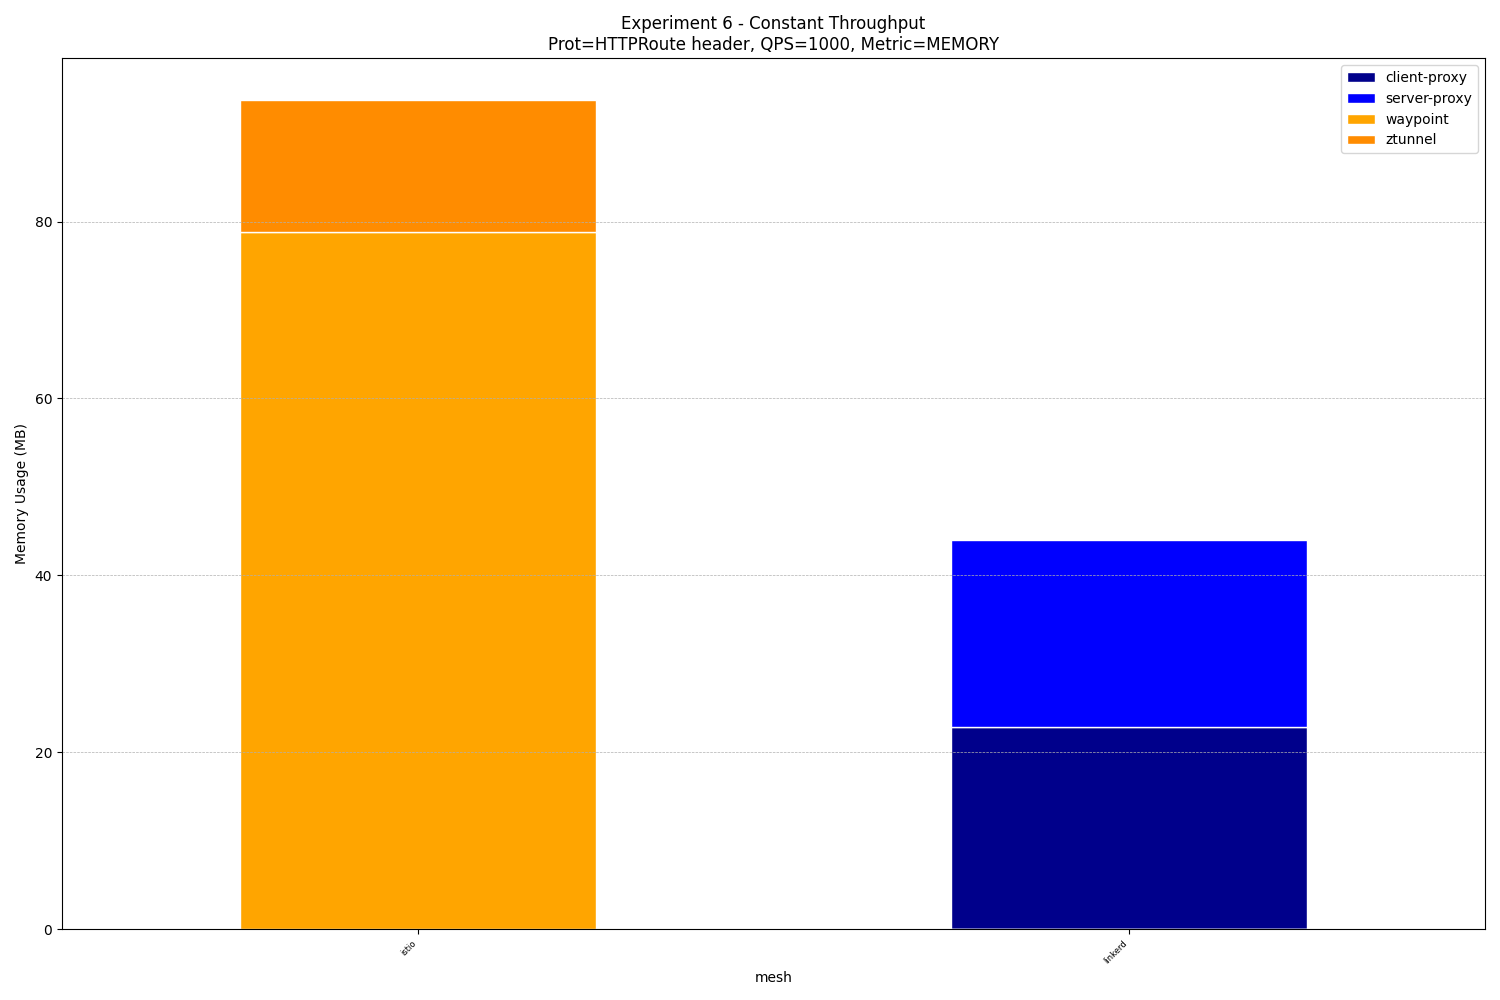 Experiment 6 - Constant Throughput
Prot=HTTPRoute header, QPS=1000, Metric=MEMORY
client-proxy
server-proxy
waypoint
ztunnel
Memory Usage (MB)
80
60
40
20
0
istio
linkerd
mesh